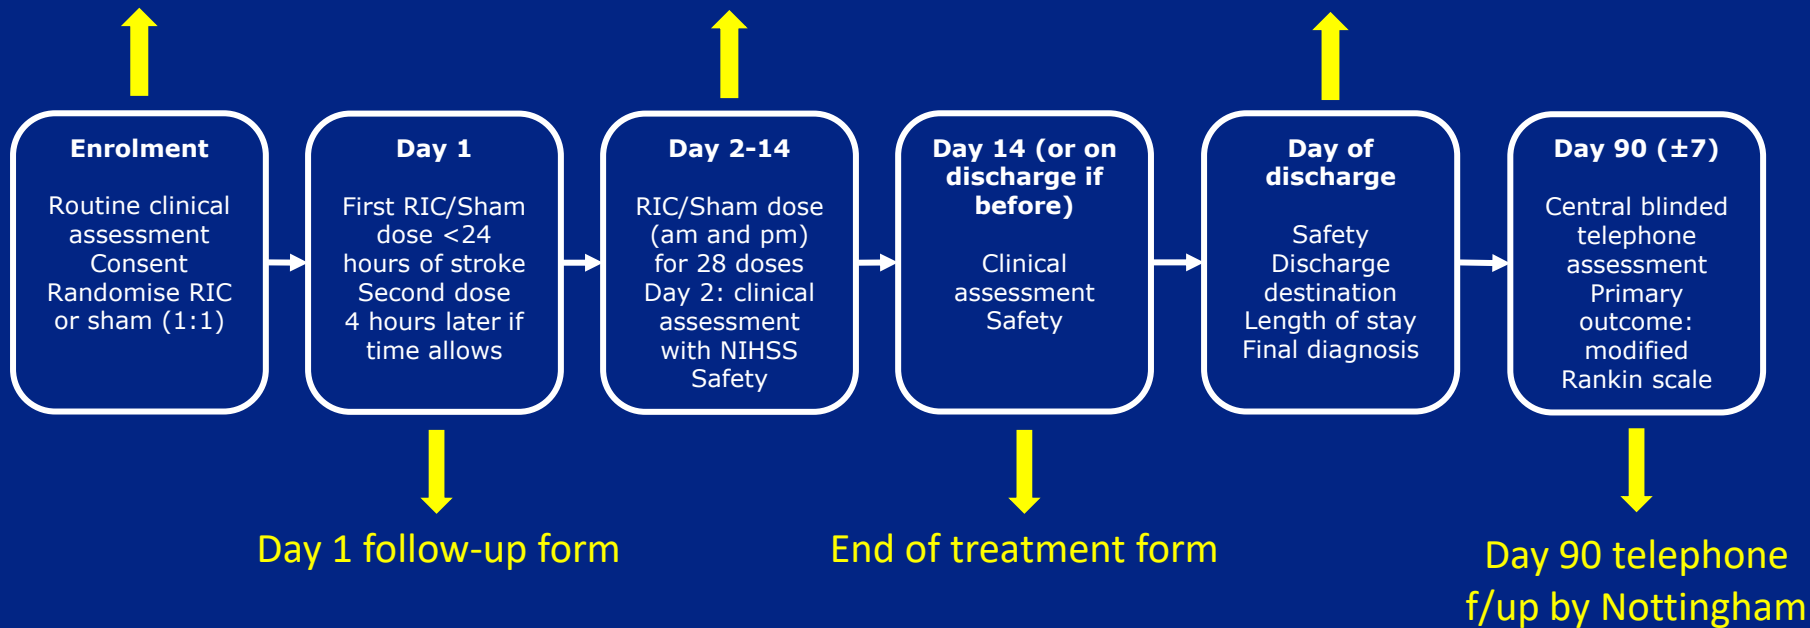 Enrolment
Routine clinical
assessment
Consent
Randomise RIC
or sham (1:1)
Day 1
First RIC/Sham
dose <24
hours of stroke
Second dose
4 hours later if
time allows
Day 2-14
RIC/Sham dose
(am and pm)
for 28 doses
Day 2: clinical
assessment
with NIHSS
Safety
Day 14 (or on
discharge if
before)
Clinical
assessment
Safety
Day of
discharge
Safety
Discharge
destination
Length of stay
Final diagnosis
Day 90 (±7)
Central blinded
telephone
assessment
Primary
outcome:
modified
Rankin scale
Day 1 follow-up form
End of treatment form
Day 90 telephone
f/up by Nottingham